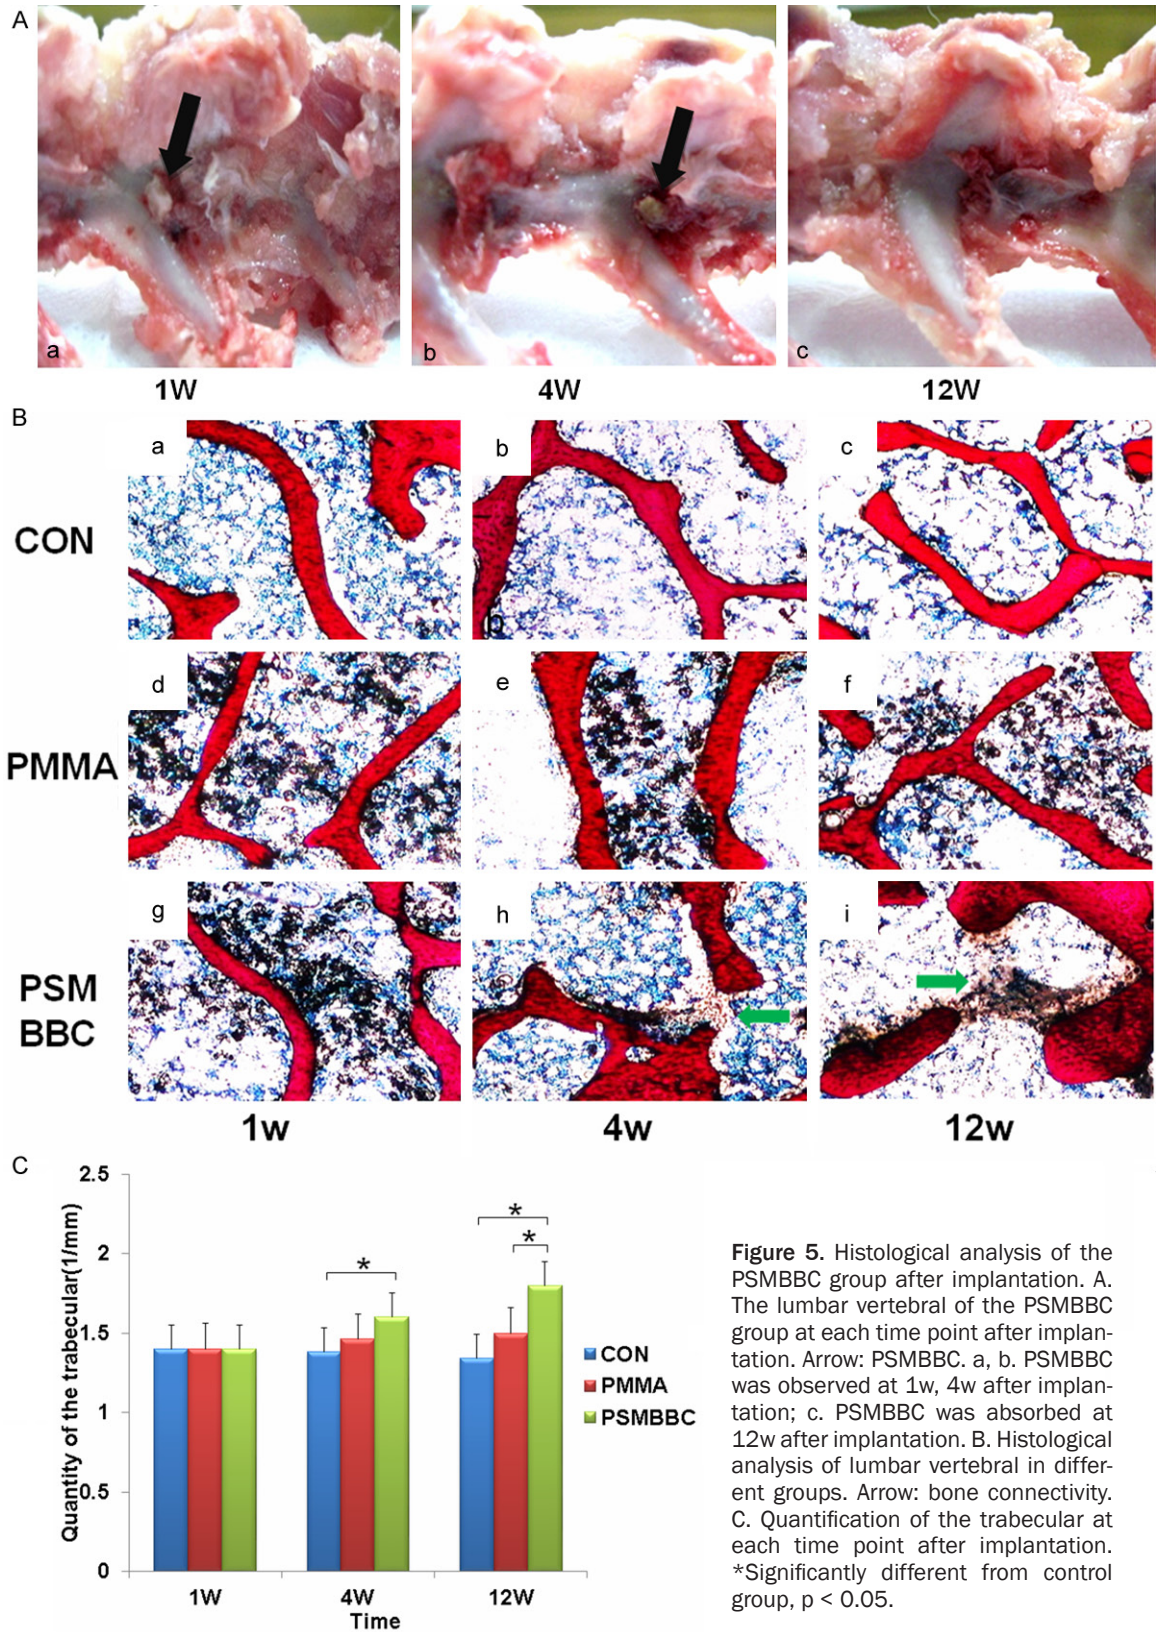 A
a
b
c
1W
4W
12W
B
CON
a
b
b
c
PMMA
d
e
f
PSM
BBC
g
h
i
1w
4w
12w
C
Quantity of the trabecular(1/mm)
2.5
2
1.5
1
0.5
0
*
*
*
1W
4W
12W
Time
CON
PMMA
PSMBBC
Figure 5. Histological analysis of the
PSMBBC group after implantation. A.
The lumbar vertebral of the PSMBBC
group at each time point after implan-
tation. Arrow: PSMBBC. a, b. PSMBBC
was observed at 1w, 4w after implan-
tation; c. PSMBBC was absorbed at
12w after implantation. B. Histological
analysis of lumbar vertebral in differ-
ent groups. Arrow: bone connectivity.
C. Quantification of the trabecular at
each time point after implantation.
*Significantly different from control
group, p < 0.05.